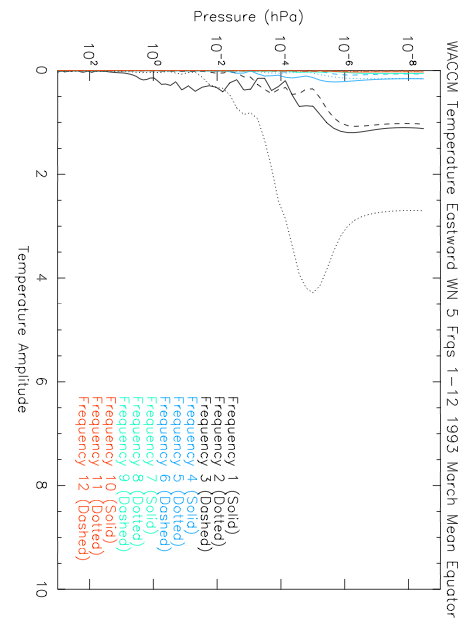 WACCM Temperature Eastward WN 5 Frqs 1-12 1993 March Mean Equator
Pressure (hPa)
10² 10⁰ 10⁻² 10⁻⁴ 10⁻⁶ 10⁻⁸
0 2 4 6 8 10
Temperature Amplitude
Frequency 1 (Solid)
Frequency 2 (Dotted)
Frequency 3 (Dashed)
Frequency 4 (Solid)
Frequency 5 (Dotted)
Frequency 6 (Dashed)
Frequency 7 (Solid)
Frequency 8 (Dotted)
Frequency 9 (Dashed)
Frequency 10 (Solid)
Frequency 11 (Dotted)
Frequency 12 (Dashed)